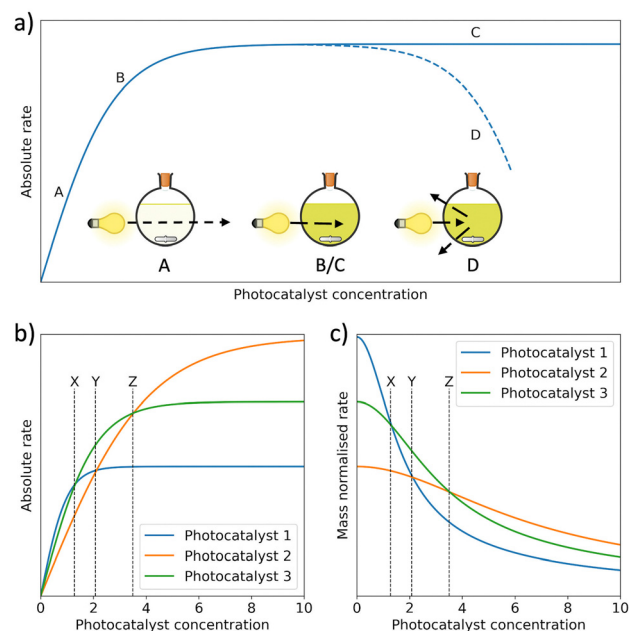 a)
Absolute rate
A
B
C
D
A
B/C
D
Photocatalyst concentration
b)
Absolute rate
X
Y
Z
Photocatalyst 1
Photocatalyst 2
Photocatalyst 3
0
2
4
6
8
10
Photocatalyst concentration
c)
Mass normalised rate
X
Y
Z
Photocatalyst 1
Photocatalyst 2
Photocatalyst 3
0
2
4
6
8
10
Photocatalyst concentration